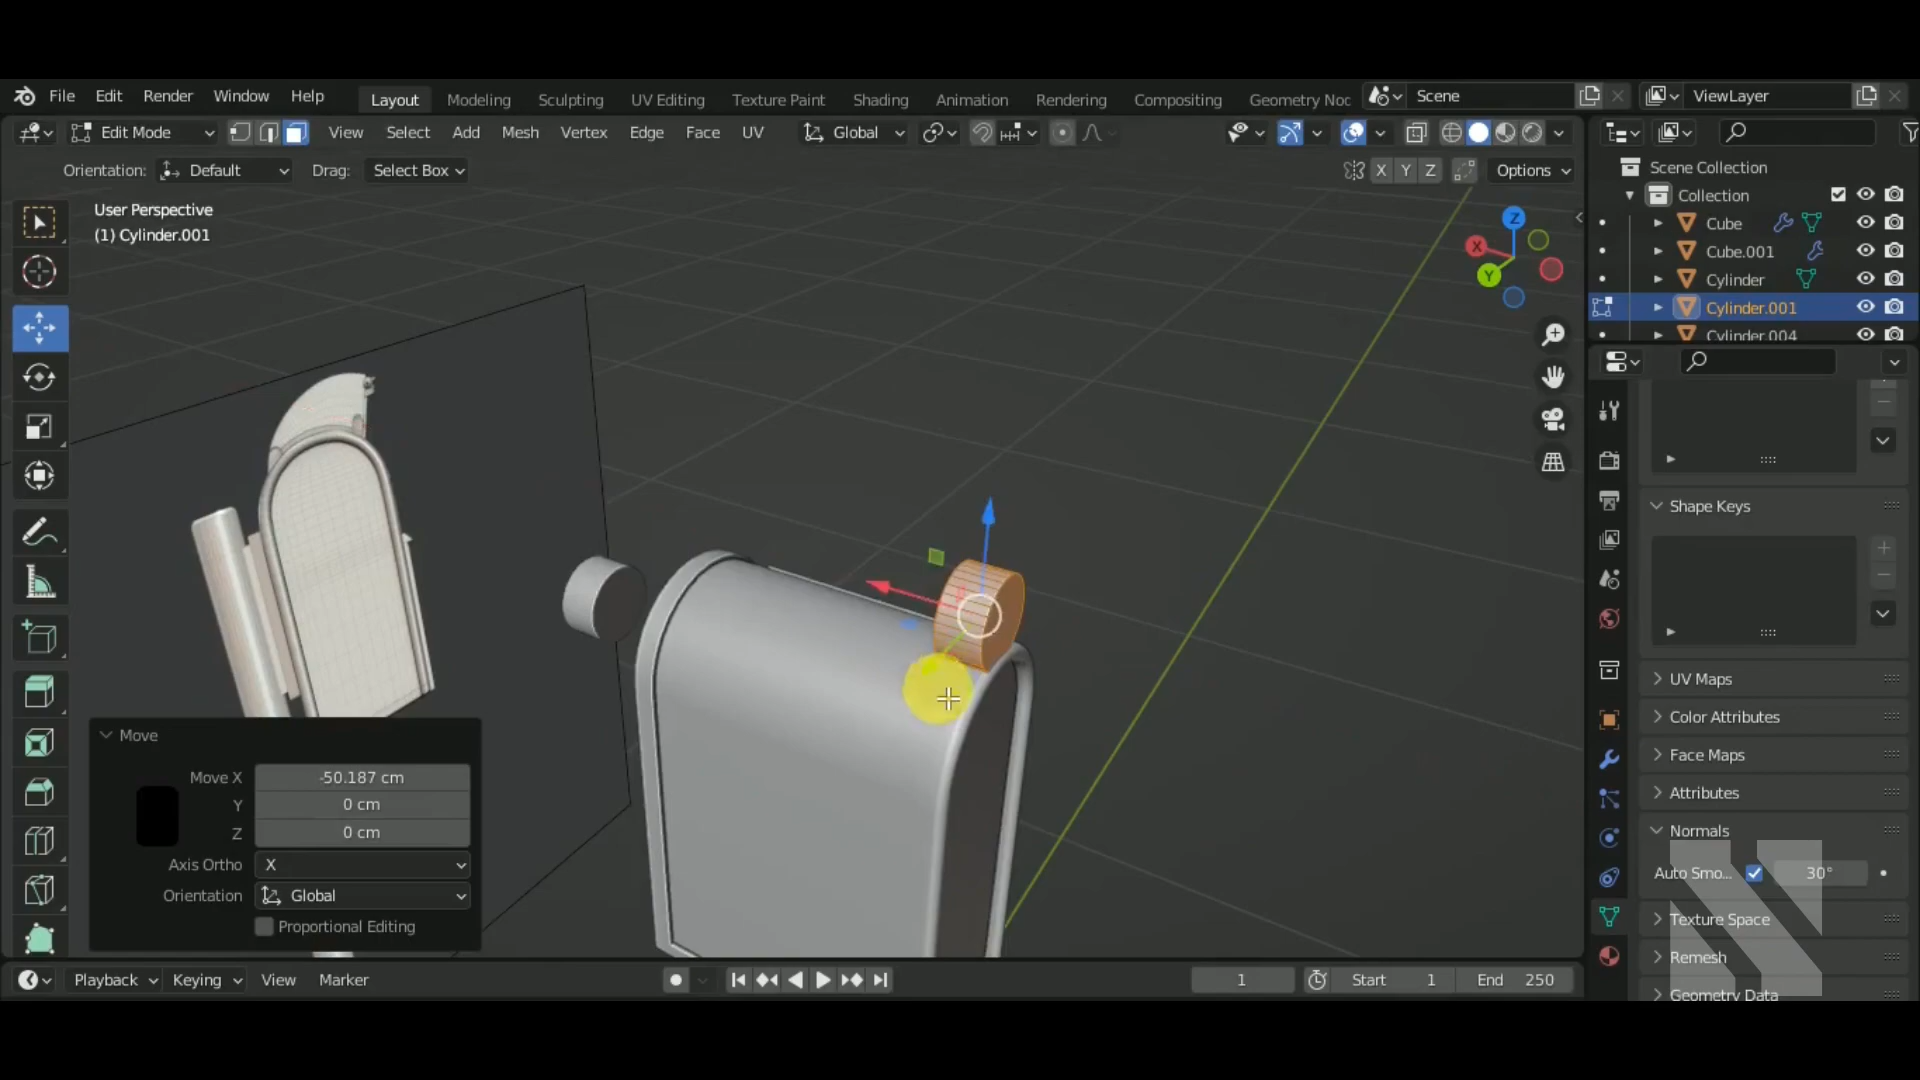 File Edit Render Window Help Layout Modeling Sculpting UV Editing Texture Paint Shading Animation Rendering Compositing Geometry Noc Scene ViewLayer
Edit Mode View Select Add Mesh Vertex Edge Face UV Global
Orientation: Default Drag: Select Box X Y Z Options
User Perspective
(1) Cylinder.001
Z
X
Y
Scene Collection
Collection
Cube
Cube.001
Cylinder
Cylinder.001
Cylinder.004
Shape Keys
UV Maps
Color Attributes
Face Maps
Attributes
Normals
Auto Smo... 30°
Texture Space
Remesh
Geometry Data
Move
Move X -50.187 cm
Y 0 cm
Z 0 cm
Axis Ortho X
Orientation Global
Proportional Editing
Playback Keying View Marker 1 Start 1 End 250
N